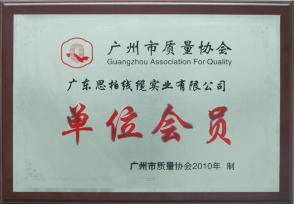 广州市质量协会
Guangzhou Association For Quality
广东思柏线缆实业有限公司
单位会员
广州市质量协会2010年 制